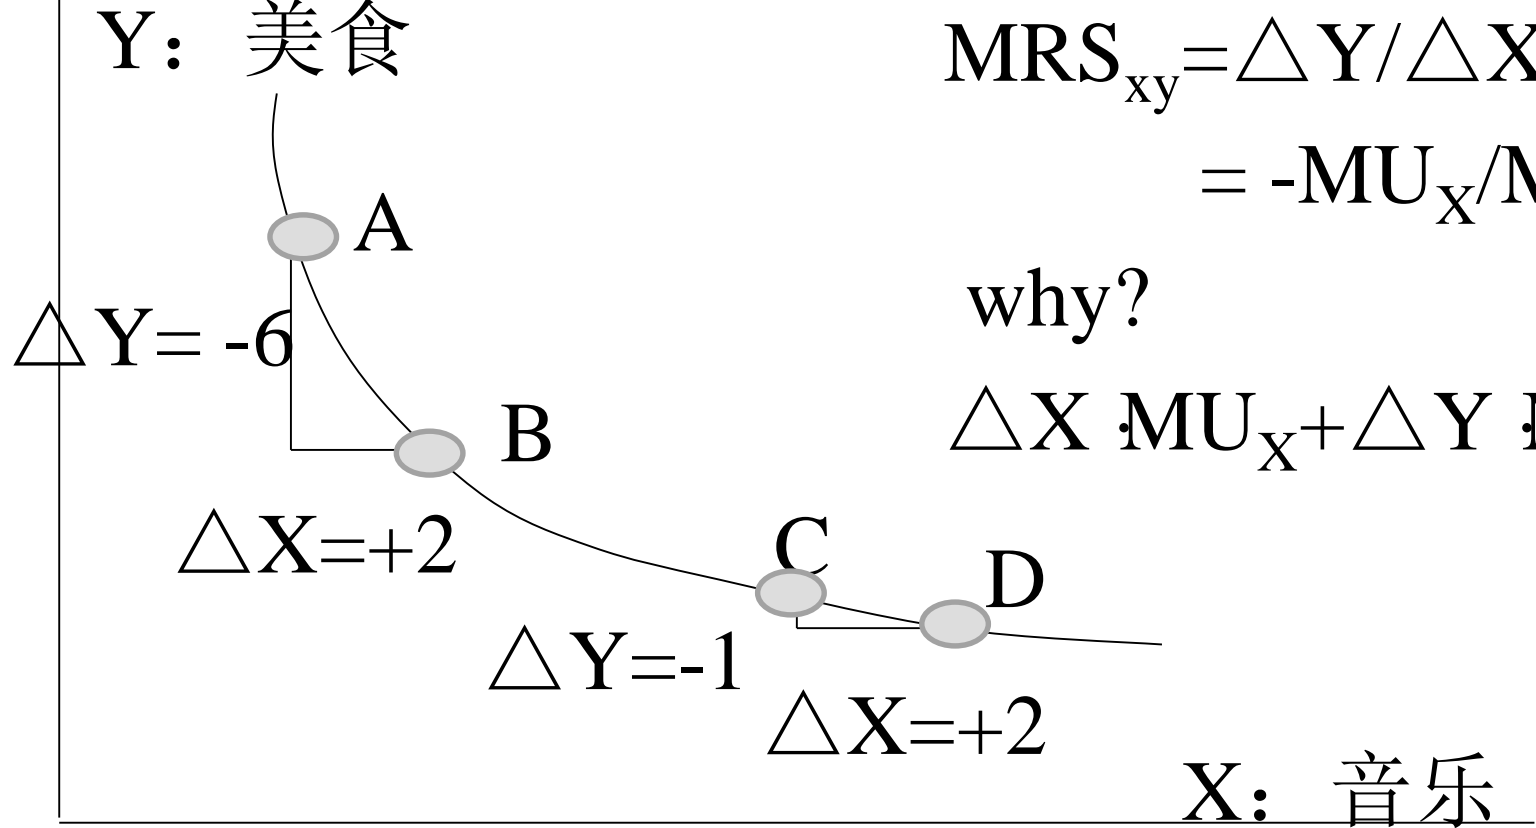 Y： 美食
MRSxy=△Y/△X
= -MUX/M
A
why?
△Y= -6
△X·MUX+△Y·
B
△X=+2
C
D
△Y=-1
△X=+2
X： 音乐